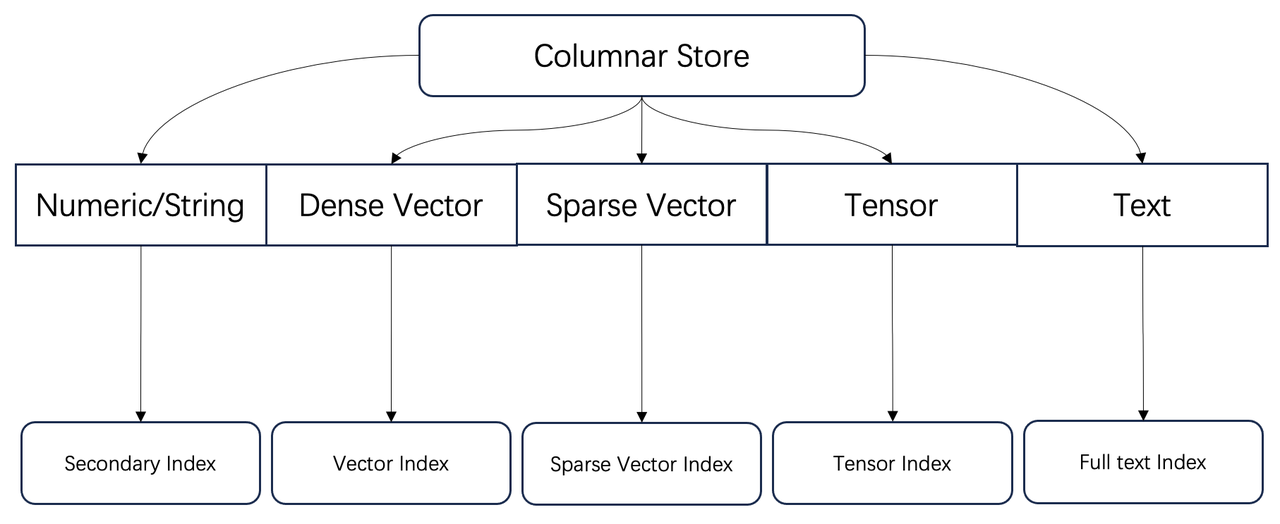 Columnar Store
Numeric/String
Dense Vector
Sparse Vector
Tensor
Text
Secondary Index
Vector Index
Sparse Vector Index
Tensor Index
Full text Index